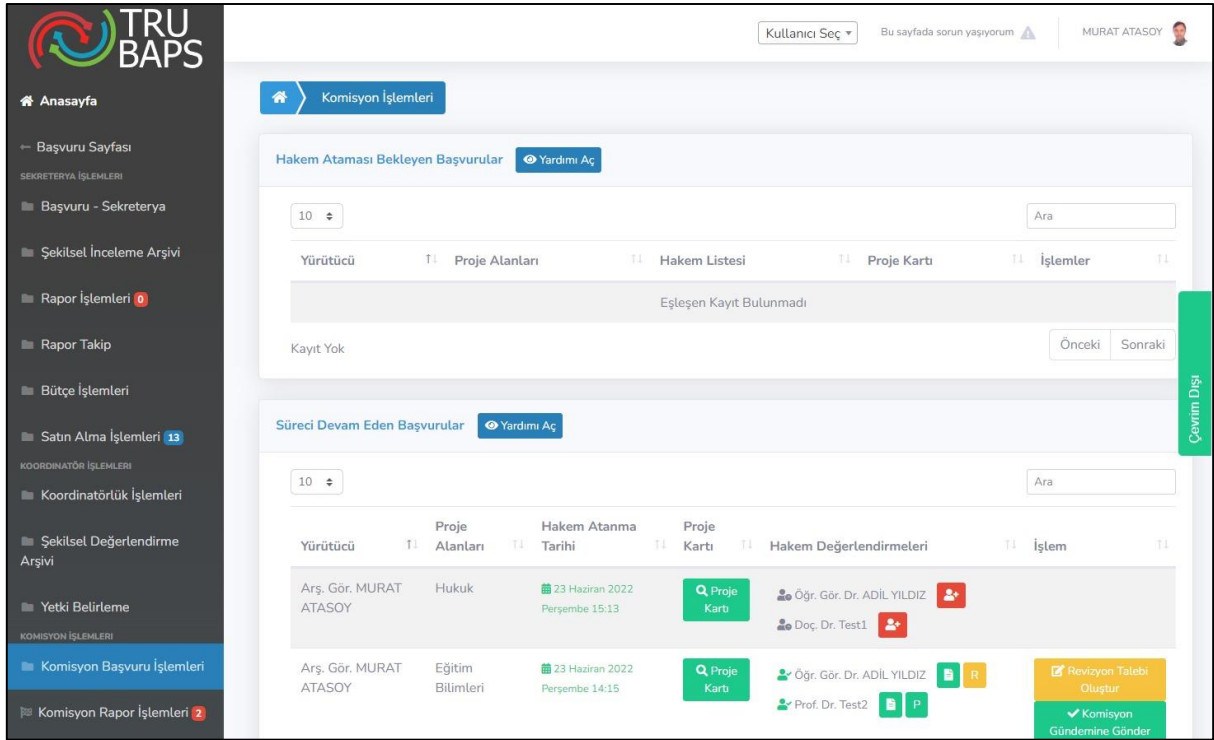 TRU
BAPS
Kullanıcı Seç
Bu sayfada sorun yaşıyorum
MURAT ATASOY
Anasayfa
← Başvuru Sayfası
SEKRETERYA İŞLEMLERI
Başvuru - Sekreterya
Şekilsel İnceleme Arşivi
Rapor İşlemleri 0
Rapor Takip
Bütçe İşlemleri
Satın Alma İşlemleri 13
KOORDINATÖR İŞLEMLERI
Koordinatörlük İşlemleri
Şekilsel Değerlendirme
Arşivi
Yetki Belirleme
KOMISYON İŞLEMLERI
Komisyon Başvuru İşlemleri
Komisyon Rapor İşlemleri 2
Komisyon İşlemleri
Hakem Ataması Bekleyen Başvurular Yardımı Aç
10 Ara
Yürütücü Proje Alanları Hakem Listesi Proje Kartı İşlemler
Eşleşen Kayıt Bulunmadı
Kayıt Yok Önceki Sonraki
Süreci Devam Eden Başvurular Yardımı Aç
10 Ara
Yürütücü Proje Alanları Hakem Atanma Tarihi Proje Kartı Hakem Değerlendirmeleri İşlem
Arş. Gör. MURAT Hukuk 23 Haziran 2022 Proje Öğr. Gör. Dr. ADİL YILDIZ
ATASOY Perşembe 15:13 Kartı Doç. Dr. Test1
Arş. Gör. MURAT Eğitim 23 Haziran 2022 Proje Öğr. Gör. Dr. ADİL YILDIZ R Revizyon Talebi
ATASOY Bilimleri Perşembe 14:15 Kartı Prof. Dr. Test2 P Oluştur
Komisyon
Gündemine Gönder
Çevrim Dışı